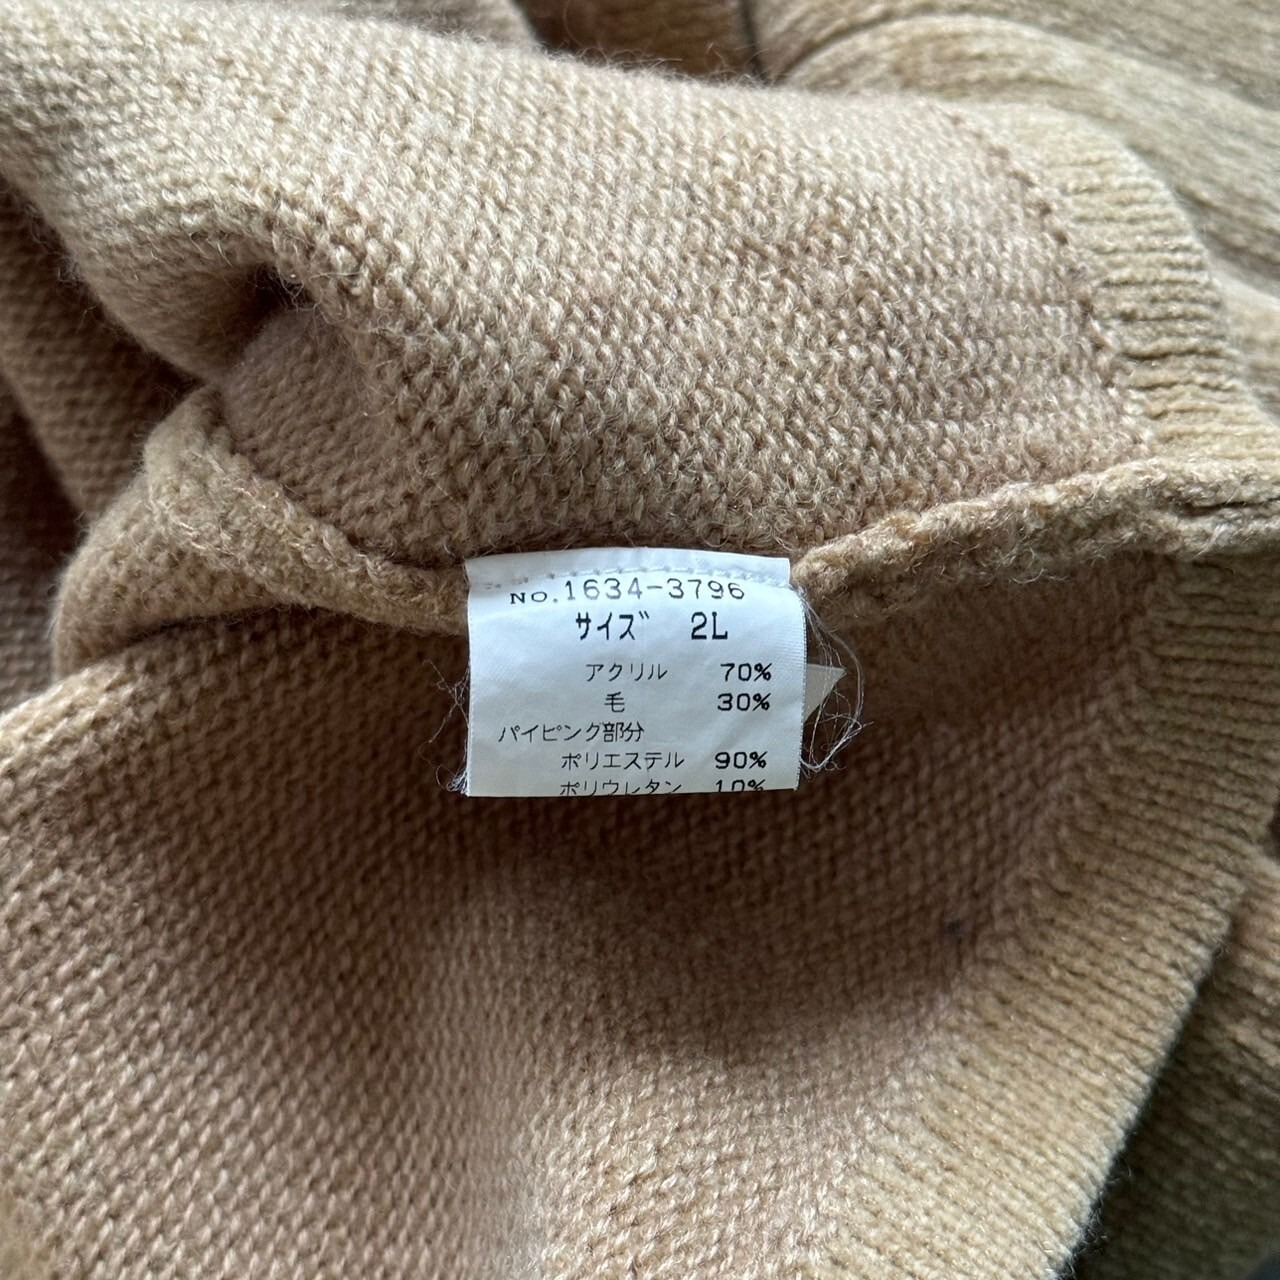 NO.1634-3796
サイズ 2L
アクリル 70%
毛 30%
パイピング部分
ポリエステル 90%
ポリウレタン 10%